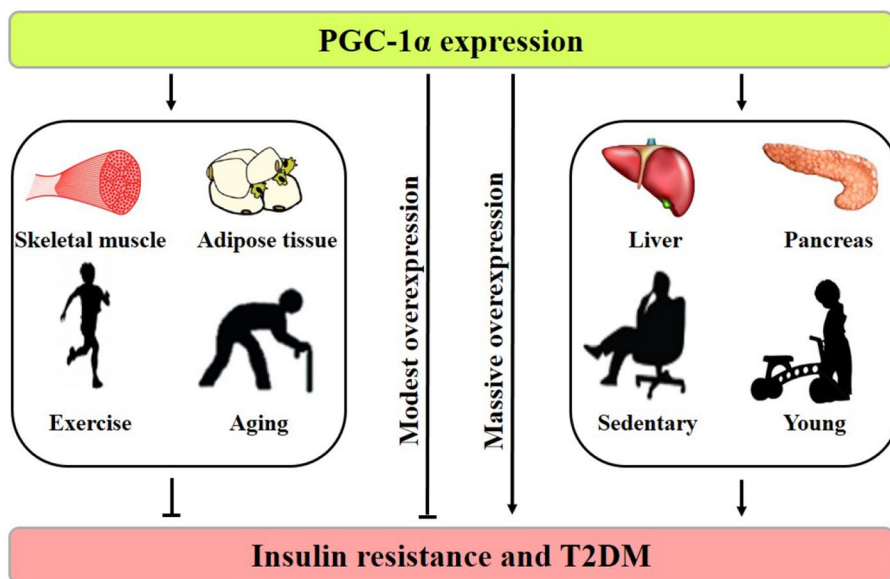 PGC-1α expression
Skeletal muscle
Adipose tissue
Exercise
Aging
Modest overexpression
Massive overexpression
Liver
Pancreas
Sedentary
Young
Insulin resistance and T2DM